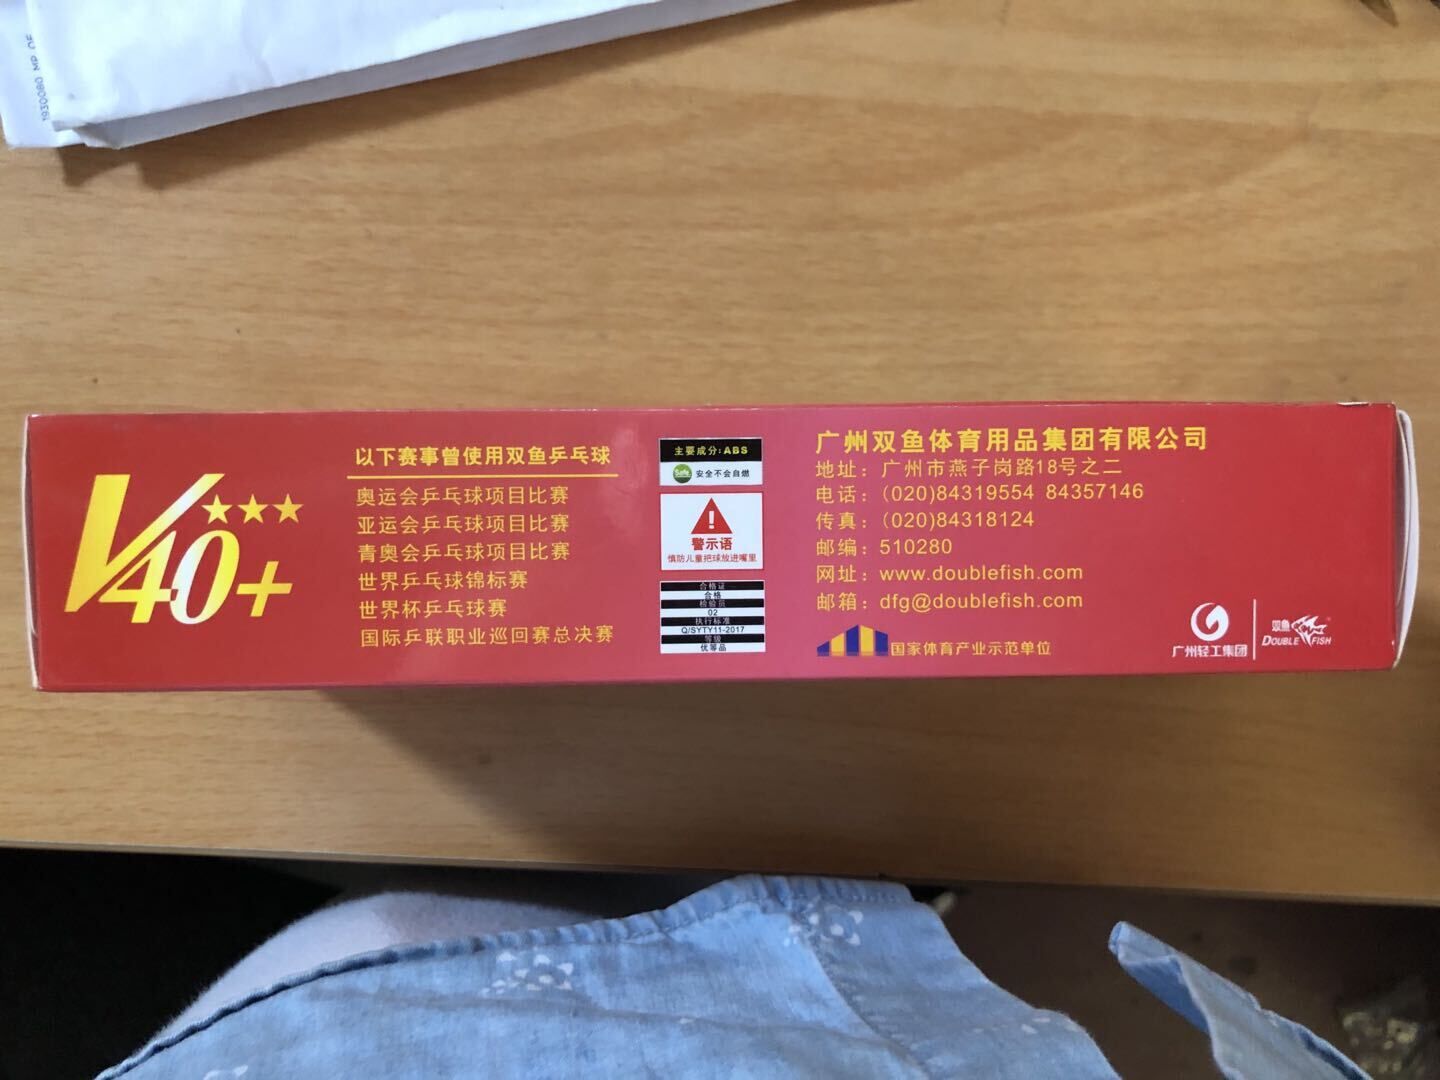 1930080 MP OF
V40+
以下赛事曾使用双鱼乒乓球
奥运会乒乓球项目比赛
亚运会乒乓球项目比赛
青奥会乒乓球项目比赛
世界乒乓球锦标赛
世界杯乒乓球赛
国际乒联职业巡回赛总决赛
主要成分:ABS
Safe
安全不会自燃
警示语
慎防儿童把球放进嘴里
合格证
合格
检验员
02
执行标准
Q/SYTY11-2017
等级
优等品
广州双鱼体育用品集团有限公司
地址：广州市燕子岗路18号之二
电话：(020)84319554 84357146
传真：(020)84318124
邮编：510280
网址：www.doublefish.com
邮箱：dfg@doublefish.com
国家体育产业示范单位
广州轻工集团
双鱼
DOUBLE FISH